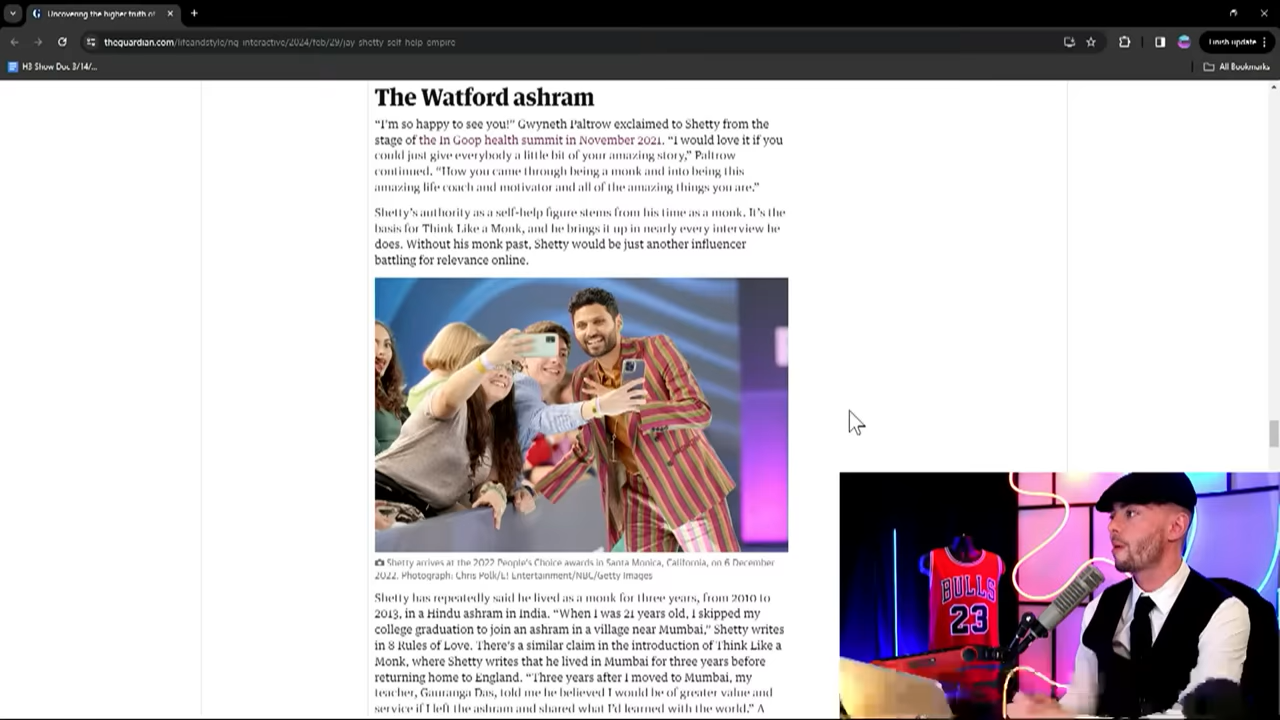 Uncovering the higher truth of
theguardian.com/lifeandstyle/ng-interactive/2024/feb/29/jay-shetty-self-help-empire
Finish update
H3 Show Doc 3/14/...
All Bookmarks
The Watford ashram
“I’m so happy to see you!” Gwyneth Paltrow exclaimed to Shetty from the
stage of the In Goop health summit in November 2021. “I would love it if you
could just give everybody a little bit of your amazing story,” Paltrow
continued. “How you came through being a monk and into being this
amazing life coach and motivator and all of the amazing things you are.”
Shetty’s authority as a self-help figure stems from his time as a monk. It’s the
basis for Think Like a Monk, and he brings it up in nearly every interview he
does. Without his monk past, Shetty would be just another influencer
battling for relevance online.
Shetty arrives at the 2022 People’s Choice awards in Santa Monica, California, on 6 December
2022. Photograph: Chris Polk/E! Entertainment/NBC/Getty Images
Shetty has repeatedly said he lived as a monk for three years, from 2010 to
2013, in a Hindu ashram in India. “When I was 21 years old, I skipped my
college graduation to join an ashram in a village near Mumbai,” Shetty writes
in 8 Rules of Love. There’s a similar claim in the introduction of Think Like a
Monk, where Shetty writes that he lived in Mumbai for three years before
returning home to England. “Three years after I moved to Mumbai, my
teacher, Gauranga Das, told me he believed I would be of greater value and
service if I left the ashram and shared what I’d learned with the world.” A
BULLS
23